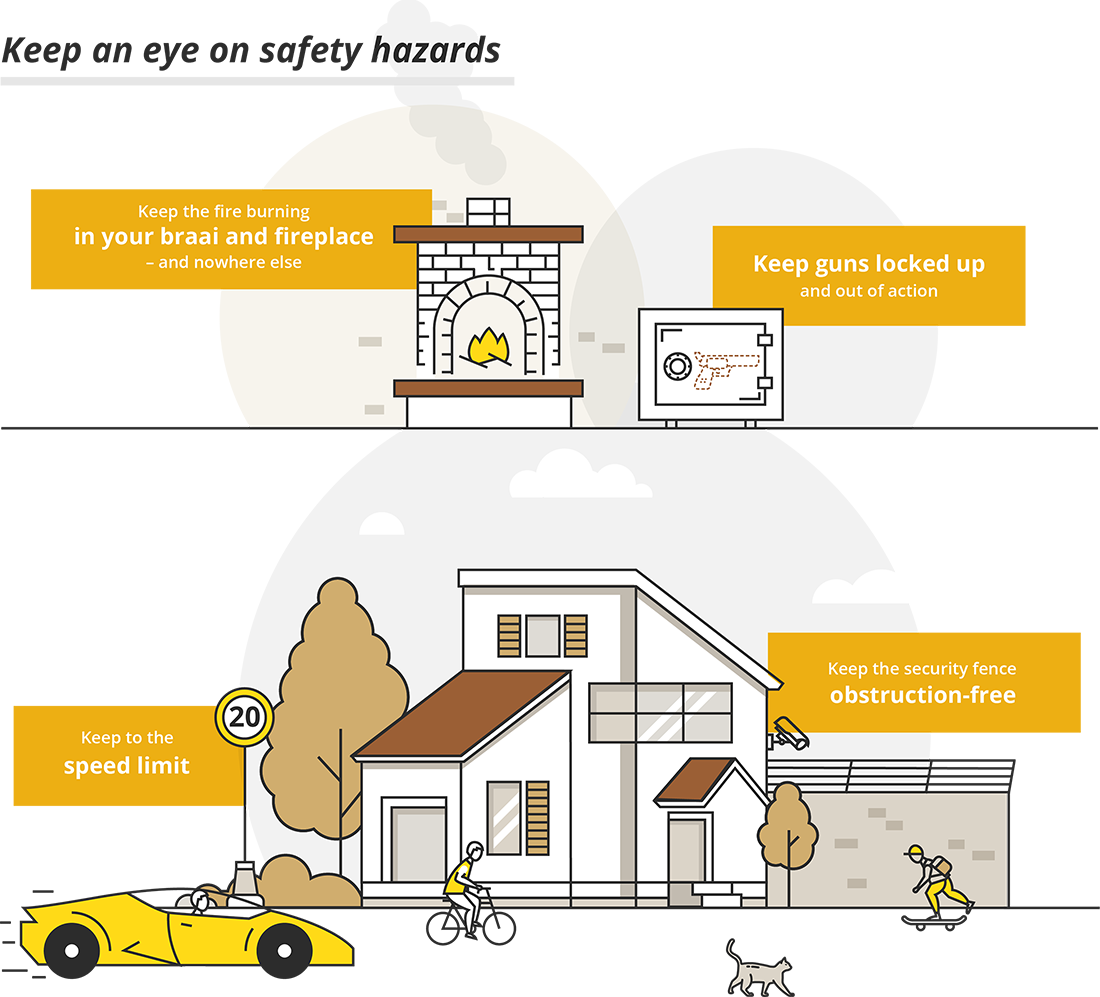 Keep an eye on safety hazards
Keep the fire burning
in your braai and fireplace
– and nowhere else
Keep guns locked up
and out of action
Keep the security fence
obstruction-free
20
Keep to the
speed limit